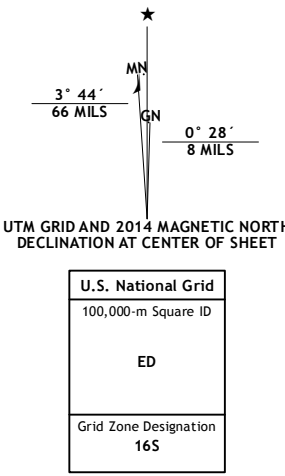 ★
MN
3° 44´
66 MILS
GN
0° 28´
8 MILS
UTM GRID AND 2014 MAGNETIC NORTH
DECLINATION AT CENTER OF SHEET
U.S. National Grid
100,000-m Square ID
ED
Grid Zone Designation
16S